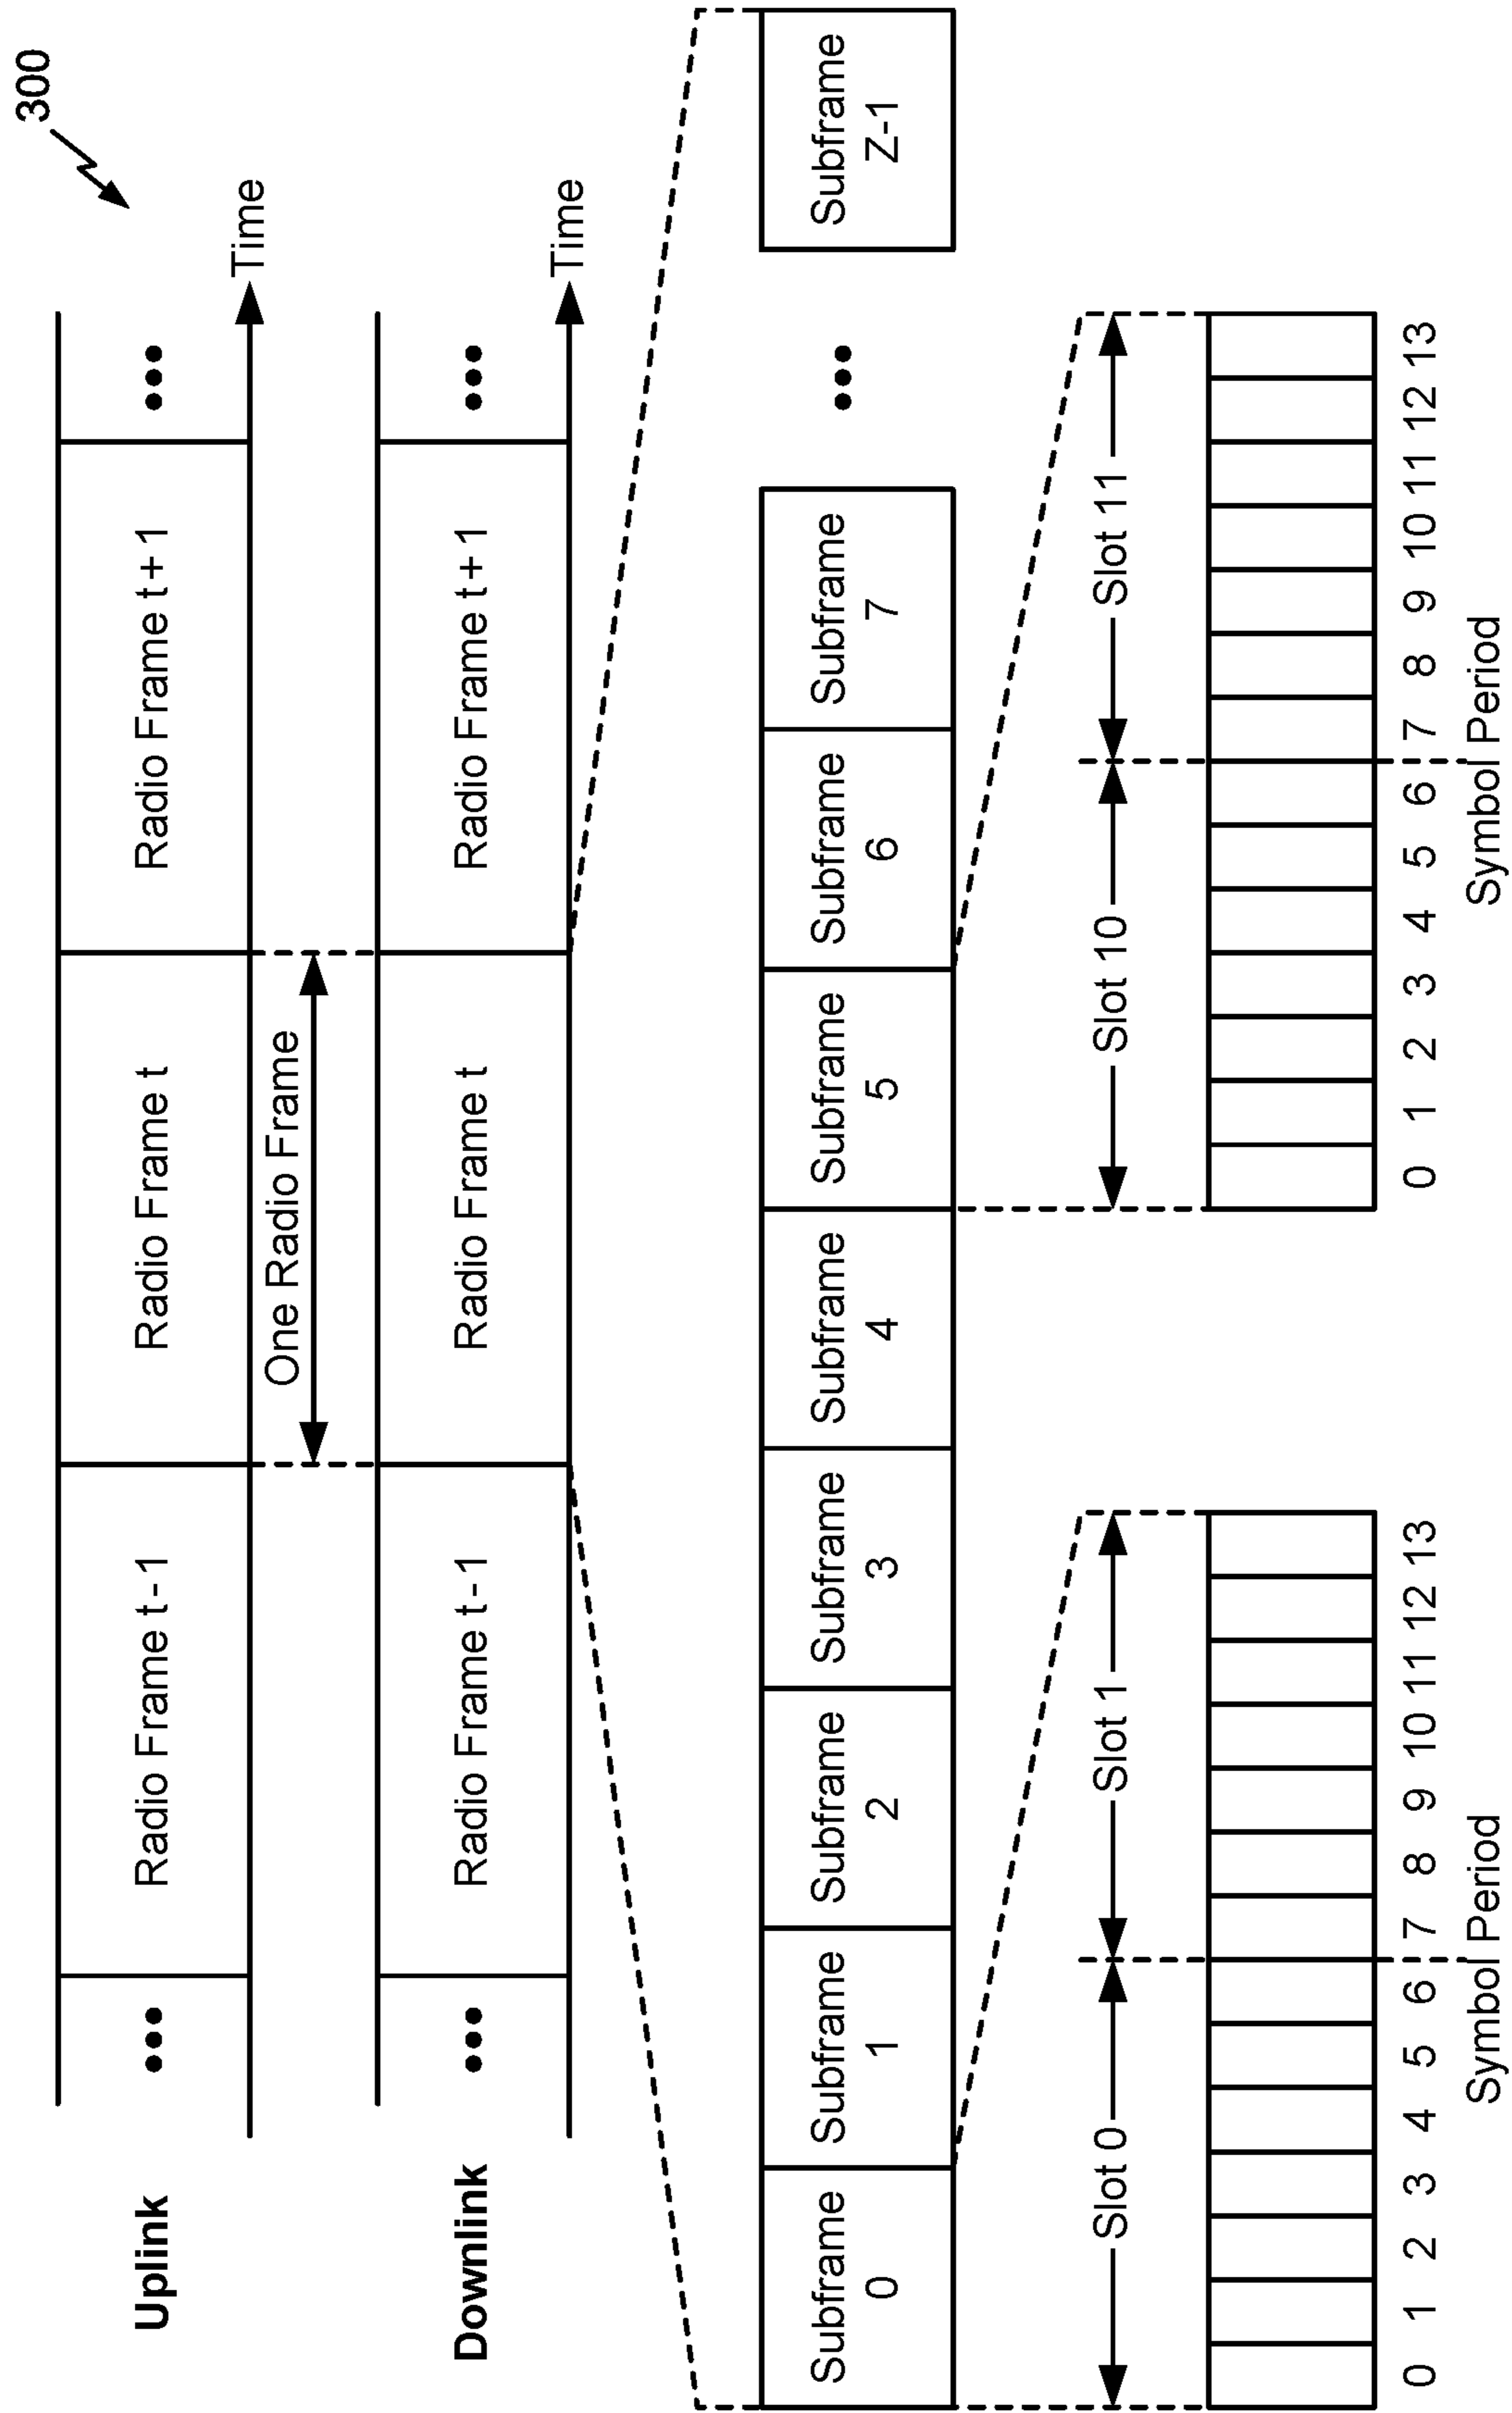 300
Uplink
•••
Radio Frame t-1
Radio Frame t
Radio Frame t+1
•••
Time
One Radio Frame
Downlink
•••
Radio Frame t-1
Radio Frame t
Radio Frame t+1
•••
Time
Subframe
0
Subframe
1
Subframe
2
Subframe
3
Subframe
4
Subframe
5
Subframe
6
Subframe
7
•••
Subframe
Z-1
Slot 0
Slot 1
0 1 2 3 4 5 6 7 8 9 10 11 12 13
Symbol Period
Slot 10
Slot 11
0 1 2 3 4 5 6 7 8 9 10 11 12 13
Symbol Period